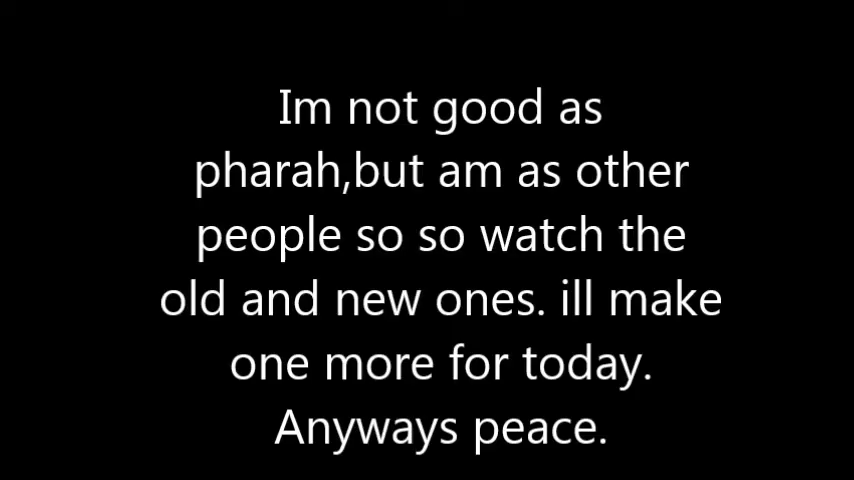 Im not good as
pharah,but am as other
people so so watch the
old and new ones. ill make
one more for today.
Anyways peace.